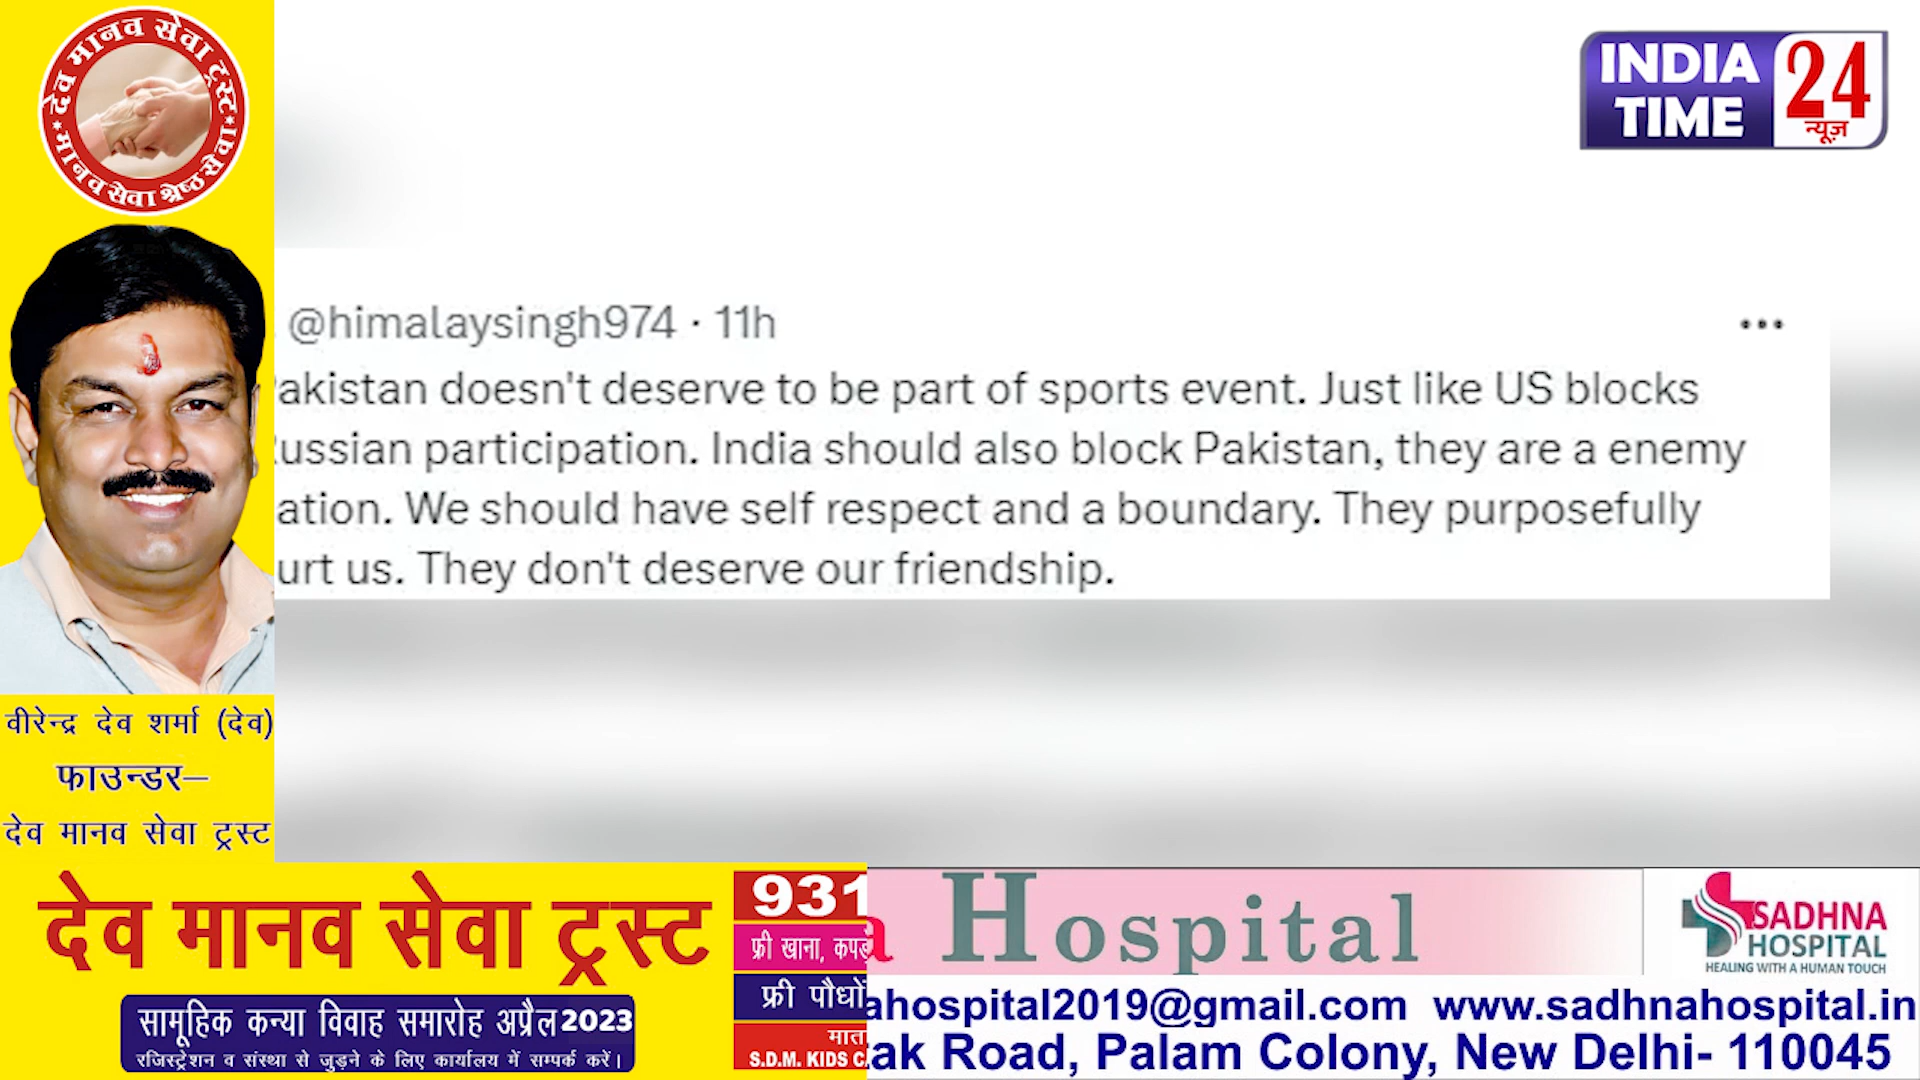 देव मानव सेवा ट्रस्ट
मानव सेवा श्रेष्ठ सेवा
INDIA
TIME
24
न्यूज़
@himalaysingh974 · 11h
akistan doesn't deserve to be part of sports event. Just like US blocks
ussian participation. India should also block Pakistan, they are a enemy
ation. We should have self respect and a boundary. They purposefully
urt us. They don't deserve our friendship.
वीरेन्द्र देव शर्मा (देव)
फाउन्डर–
देव मानव सेवा ट्रस्ट
देव मानव सेवा ट्रस्ट
सामूहिक कन्या विवाह समारोह अप्रैल 2023
रजिस्ट्रेशन व संस्था से जुड़ने के लिए कार्यालय में सम्पर्क करें।
931
फ्री खाना, कपड़
फ्री पौधों
मात
S.D.M. KIDS C
a Hospital
SADHNA
HOSPITAL
HEALING WITH A HUMAN TOUCH
ahospital2019@gmail.com www.sadhnahospital.in
tak Road, Palam Colony, New Delhi- 110045